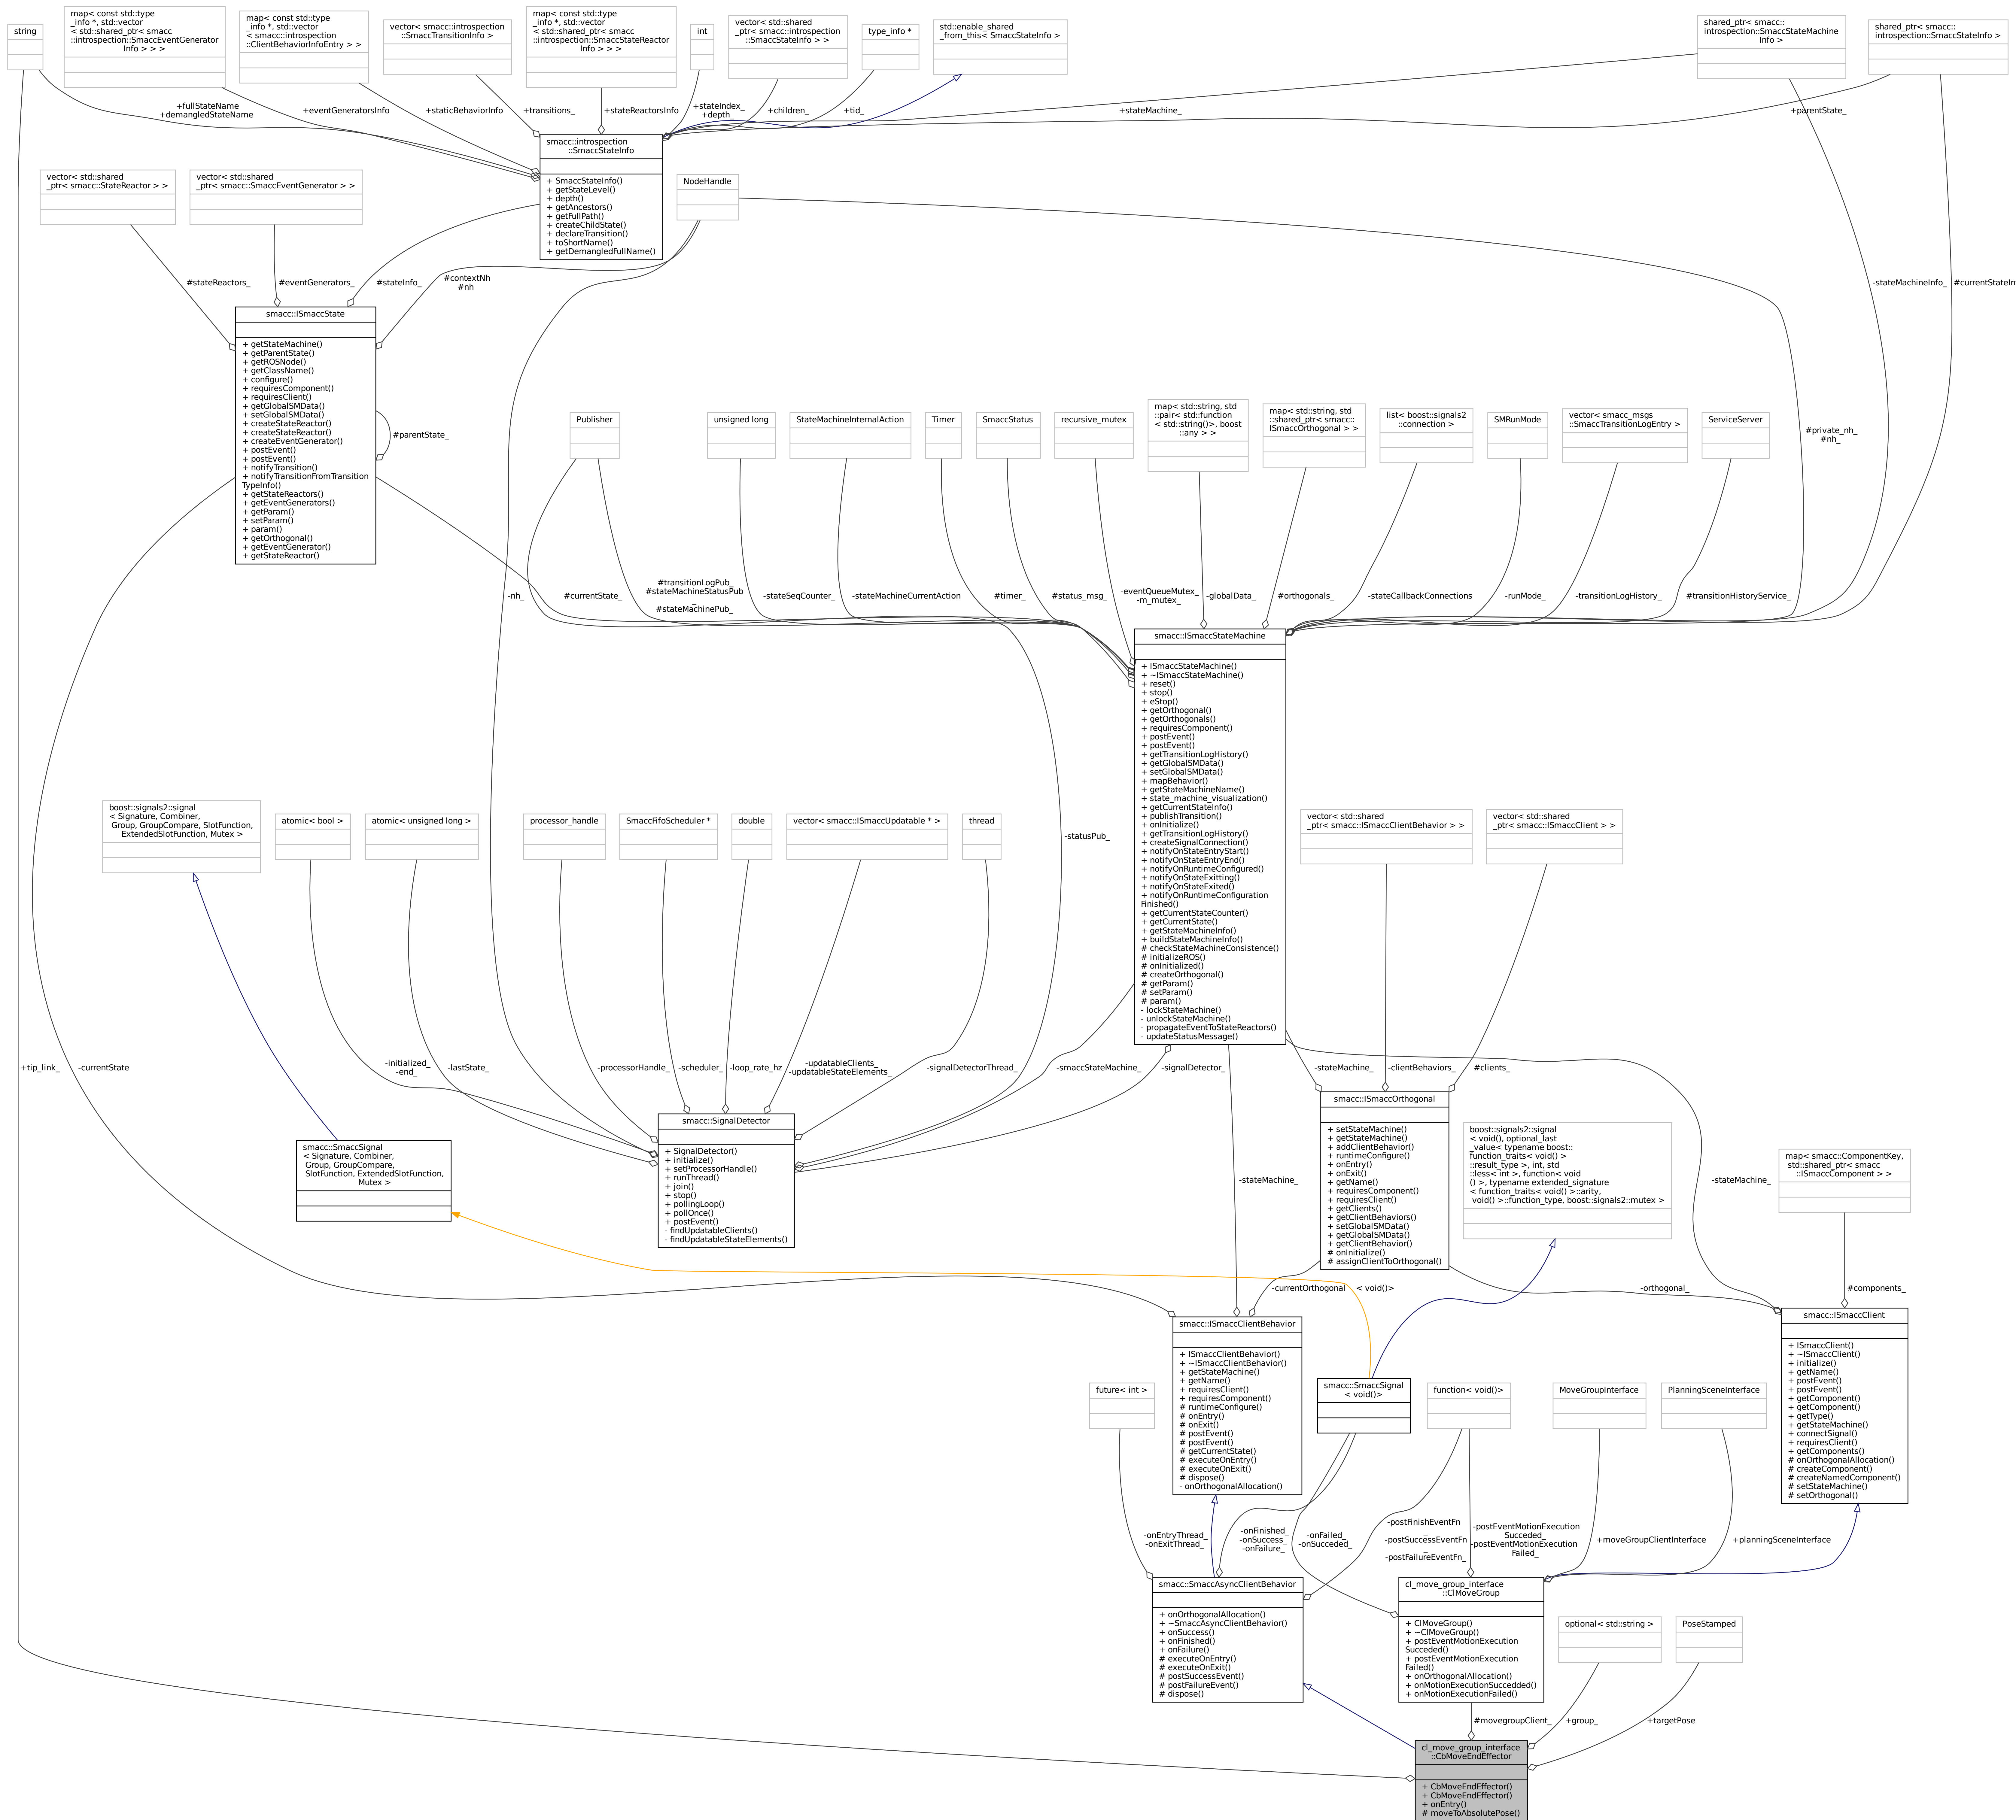 string
map< const std::type
_info *, std::vector
< std::shared_ptr< smacc
::introspection::SmaccEventGenerator
Info > > >
map< const std::type
_info *, std::vector
< smacc::introspection
::ClientBehaviorInfoEntry > >
vector< smacc::introspection
::SmaccTransitionInfo >
map< const std::type
_info *, std::vector
< std::shared_ptr< smacc
::introspection::SmaccStateReactor
Info > > >
int
vector< std::shared
_ptr< smacc::introspection
::SmaccStateInfo > >
type_info *
std::enable_shared
_from_this< SmaccStateInfo >
shared_ptr< smacc::
introspection::SmaccStateMachine
Info >
shared_ptr< smacc::
introspection::SmaccStateInfo >
+fullStateName
+demangledStateName
+eventGeneratorsInfo
+staticBehaviorInfo
+transitions_
+stateReactorsInfo
+stateIndex_
+depth_
+children_
+tid_
+stateMachine_
+parentState_
smacc::introspection
::SmaccStateInfo
+ SmaccStateInfo()
+ getStateLevel()
+ depth()
+ getAncestors()
+ getFullPath()
+ createChildState()
+ declareTransition()
+ toShortName()
+ getDemangledFullName()
vector< std::shared
_ptr< smacc::StateReactor > >
vector< std::shared
_ptr< smacc::SmaccEventGenerator > >
NodeHandle
#stateReactors_
#eventGenerators_
#stateInfo_
#contextNh
#nh
-stateMachineInfo_
#currentStateIn
smacc::ISmaccState
+ getStateMachine()
+ getParentState()
+ getROSNode()
+ getClassName()
+ configure()
+ requiresComponent()
+ requiresClient()
+ getGlobalSMData()
+ setGlobalSMData()
+ createStateReactor()
+ createStateReactor()
+ createEventGenerator()
+ postEvent()
+ postEvent()
+ notifyTransition()
+ notifyTransitionFromTransition
TypeInfo()
+ getStateReactors()
+ getEventGenerators()
+ getParam()
+ setParam()
+ param()
+ getOrthogonal()
+ getEventGenerator()
+ getStateReactor()
#parentState_
Publisher
unsigned long
StateMachineInternalAction
Timer
SmaccStatus
recursive_mutex
map< std::string, std
::pair< std::function
< std::string()>, boost
::any > >
map< std::string, std
::shared_ptr< smacc::
ISmaccOrthogonal > >
list< boost::signals2
::connection >
SMRunMode
vector< smacc_msgs
::SmaccTransitionLogEntry >
ServiceServer
#private_nh_
#nh_
-nh_
#currentState_
#transitionLogPub_
#stateMachineStatusPub
_
#stateMachinePub_
-stateSeqCounter_
-stateMachineCurrentAction
#timer_
#status_msg_
-eventQueueMutex_
-m_mutex_
-globalData_
#orthogonals_
-stateCallbackConnections
-runMode_
-transitionLogHistory_
#transitionHistoryService_
smacc::ISmaccStateMachine
+ ISmaccStateMachine()
+ ~ISmaccStateMachine()
+ reset()
+ stop()
+ eStop()
+ getOrthogonal()
+ getOrthogonals()
+ requiresComponent()
+ postEvent()
+ postEvent()
+ getTransitionLogHistory()
+ getGlobalSMData()
+ setGlobalSMData()
+ mapBehavior()
+ getStateMachineName()
+ state_machine_visualization()
+ getCurrentStateInfo()
+ publishTransition()
+ onInitialize()
+ getTransitionLogHistory()
+ createSignalConnection()
+ notifyOnStateEntryStart()
+ notifyOnStateEntryEnd()
+ notifyOnRuntimeConfigured()
+ notifyOnStateExitting()
+ notifyOnStateExited()
+ notifyOnRuntimeConfiguration
Finished()
+ getCurrentStateCounter()
+ getCurrentState()
+ getStateMachineInfo()
+ buildStateMachineInfo()
# checkStateMachineConsistence()
# initializeROS()
# onInitialized()
# createOrthogonal()
# getParam()
# setParam()
# param()
- lockStateMachine()
- unlockStateMachine()
- propagateEventToStateReactors()
- updateStatusMessage()
boost::signals2::signal
< Signature, Combiner,
Group, GroupCompare, SlotFunction,
ExtendedSlotFunction, Mutex >
atomic< bool >
atomic< unsigned long >
processor_handle
SmaccFifoScheduler *
double
vector< smacc::ISmaccUpdatable * >
thread
-statusPub_
vector< std::shared
_ptr< smacc::ISmaccClientBehavior > >
vector< std::shared
_ptr< smacc::ISmaccClient > >
+tip_link_
-currentState
-initialized_
-end_
-lastState_
-processorHandle_
-scheduler_
-loop_rate_hz
-updatableClients_
-updatableStateElements_
-signalDetectorThread_
-smaccStateMachine_
-signalDetector_
-stateMachine_
-clientBehaviors_
#clients_
smacc::SmaccSignal
< Signature, Combiner,
Group, GroupCompare,
SlotFunction, ExtendedSlotFunction,
Mutex >
smacc::SignalDetector
+ SignalDetector()
+ initialize()
+ setProcessorHandle()
+ runThread()
+ join()
+ stop()
+ pollingLoop()
+ pollOnce()
+ postEvent()
- findUpdatableClients()
- findUpdatableStateElements()
smacc::ISmaccOrthogonal
+ setStateMachine()
+ getStateMachine()
+ addClientBehavior()
+ runtimeConfigure()
+ onEntry()
+ onExit()
+ getName()
+ requiresComponent()
+ requiresClient()
+ getClients()
+ getClientBehaviors()
+ setGlobalSMData()
+ getGlobalSMData()
+ getClientBehavior()
# onInitialize()
# assignClientToOrthogonal()
boost::signals2::signal
< void(), optional_last
_value< typename boost::
function_traits< void() >
::result_type >, int, std
::less< int >, function< void
() >, typename extended_signature
< function_traits< void() >::arity,
void() >::function_type, boost::signals2::mutex >
map< smacc::ComponentKey,
std::shared_ptr< smacc
::ISmaccComponent > >
-stateMachine_
-stateMachine_
-currentOrthogonal
< void()>
-orthogonal_
#components_
smacc::ISmaccClientBehavior
+ ISmaccClientBehavior()
+ ~ISmaccClientBehavior()
+ getStateMachine()
+ getName()
+ requiresClient()
+ requiresComponent()
# runtimeConfigure()
# onEntry()
# onExit()
# postEvent()
# postEvent()
# getCurrentState()
# executeOnEntry()
# executeOnExit()
# dispose()
- onOrthogonalAllocation()
smacc::ISmaccClient
+ ISmaccClient()
+ ~ISmaccClient()
+ initialize()
+ getName()
+ postEvent()
+ postEvent()
+ getComponent()
+ getComponent()
+ getType()
+ getStateMachine()
+ connectSignal()
+ requiresClient()
+ getComponents()
# onOrthogonalAllocation()
# createComponent()
# createNamedComponent()
# setStateMachine()
# setOrthogonal()
future< int >
smacc::SmaccSignal
< void()>
function< void()>
MoveGroupInterface
PlanningSceneInterface
-onEntryThread_
-onExitThread_
-onFinished_
-onSuccess_
-onFailure_
-onFailed_
-onSucceded_
-postFinishEventFn
_
-postSuccessEventFn
_
-postFailureEventFn_
-postEventMotionExecution
Succeded_
-postEventMotionExecution
Failed_
+moveGroupClientInterface
+planningSceneInterface
smacc::SmaccAsyncClientBehavior
+ onOrthogonalAllocation()
+ ~SmaccAsyncClientBehavior()
+ onSuccess()
+ onFinished()
+ onFailure()
# executeOnEntry()
# executeOnExit()
# postSuccessEvent()
# postFailureEvent()
# dispose()
cl_move_group_interface
::ClMoveGroup
+ ClMoveGroup()
+ ~ClMoveGroup()
+ postEventMotionExecution
Succeded()
+ postEventMotionExecution
Failed()
+ onOrthogonalAllocation()
+ onMotionExecutionSuccedded()
+ onMotionExecutionFailed()
optional< std::string >
PoseStamped
#movegroupClient_
+group_
+targetPose
cl_move_group_interface
::CbMoveEndEffector
+ CbMoveEndEffector()
+ CbMoveEndEffector()
+ onEntry()
# moveToAbsolutePose()